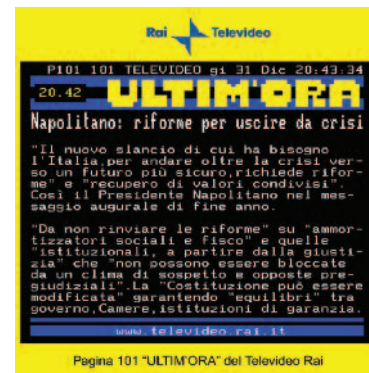 Rai Televideo
P101 101 TELEVIDEO gi 31 Dic 20:43:34
20.42 ULTIM'ORA
Napolitano: riforme per uscire da crisi
"Il nuovo slancio di cui ha bisogno
l'Italia,per andare oltre la crisi ver-
so un futuro più sicuro,richiede rifor-
me" e "recupero di valori condivisi".
Così il Presidente Napolitano nel mes-
saggio augurale di fine anno.
"Da non rinviare le riforme" su "ammor-
tizzatori sociali e fisco" e quelle
"istituzionali, a partire dalla giusti-
zia" che "non possono essere bloccate
da un clima di sospetto e opposte pre-
giudiziali".La "Costituzione può essere
modificata" garantendo "equilibri" tra
governo,Camere,istituzioni di garanzia.
www.televideo.rai.it
Pagina 101 "ULTIM'ORA" del Televideo Rai